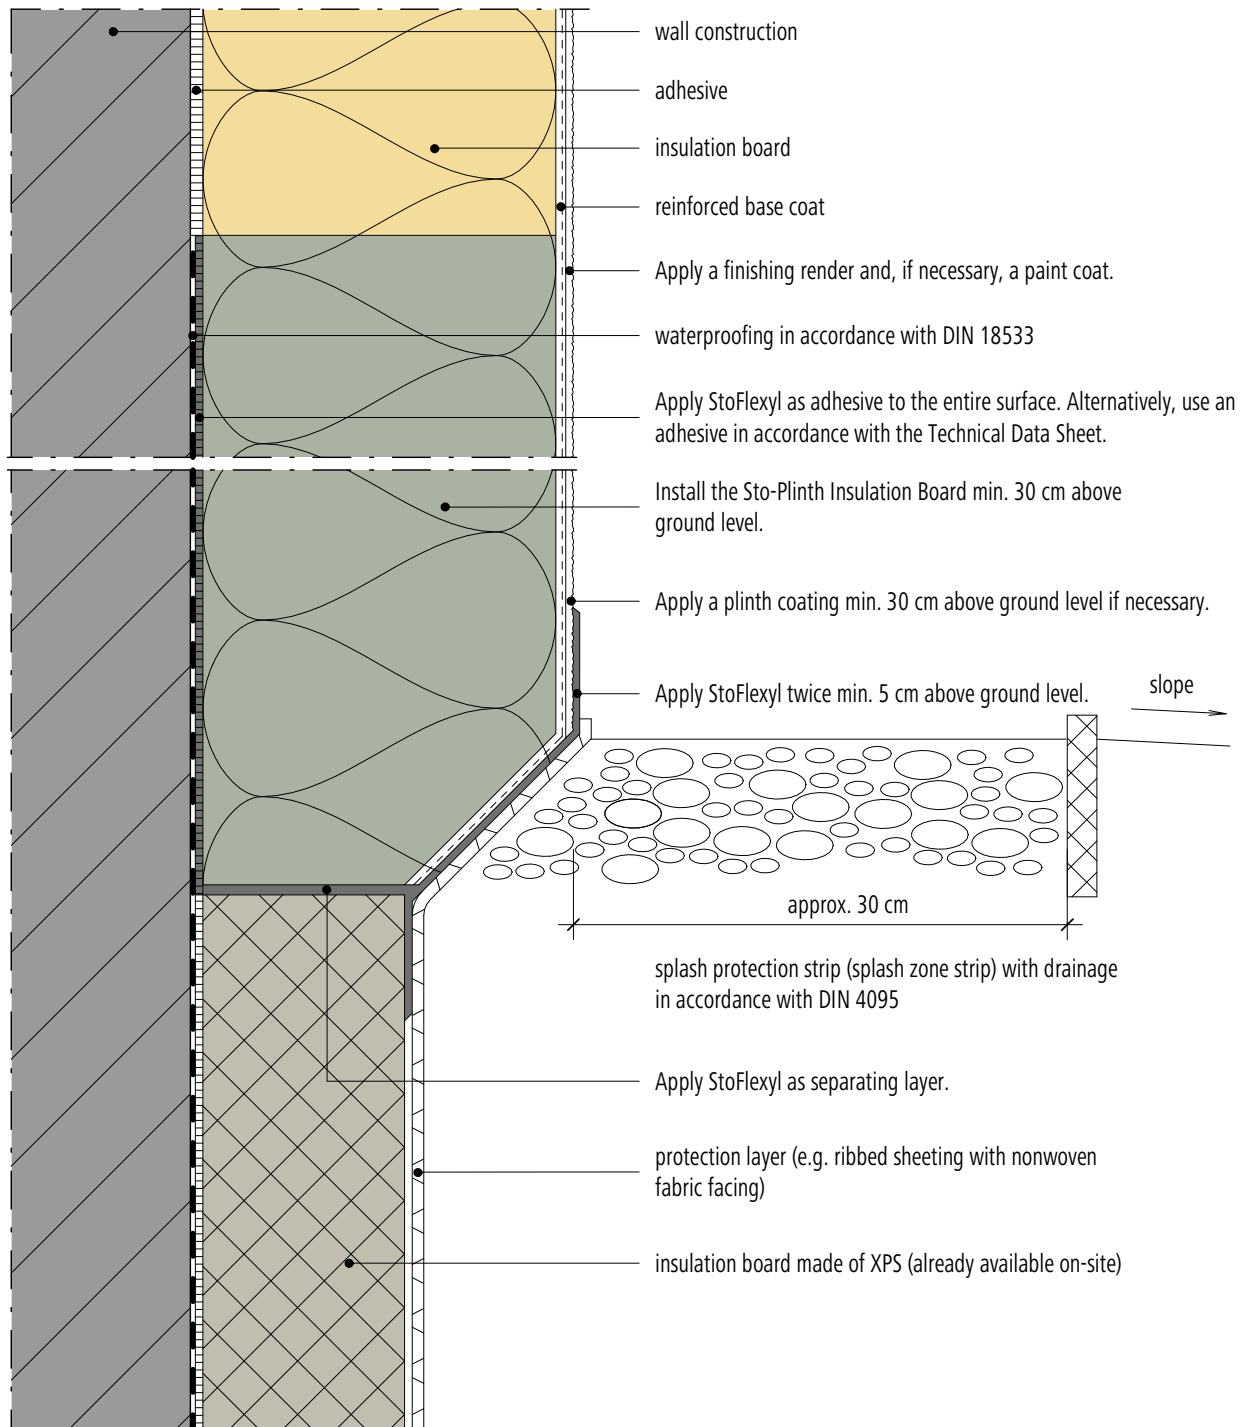 wall construction
adhesive
insulation board
reinforced base coat
Apply a finishing render and, if necessary, a paint coat.
waterproofing in accordance with DIN 18533
Apply StoFlexyl as adhesive to the entire surface. Alternatively, use an
adhesive in accordance with the Technical Data Sheet.
Install the Sto-Plinth Insulation Board min. 30 cm above
ground level.
Apply a plinth coating min. 30 cm above ground level if necessary.
Apply StoFlexyl twice min. 5 cm above ground level.
slope
approx. 30 cm
splash protection strip (splash zone strip) with drainage
in accordance with DIN 4095
Apply StoFlexyl as separating layer.
protection layer (e.g. ribbed sheeting with nonwoven
fabric facing)
insulation board made of XPS (already available on-site)